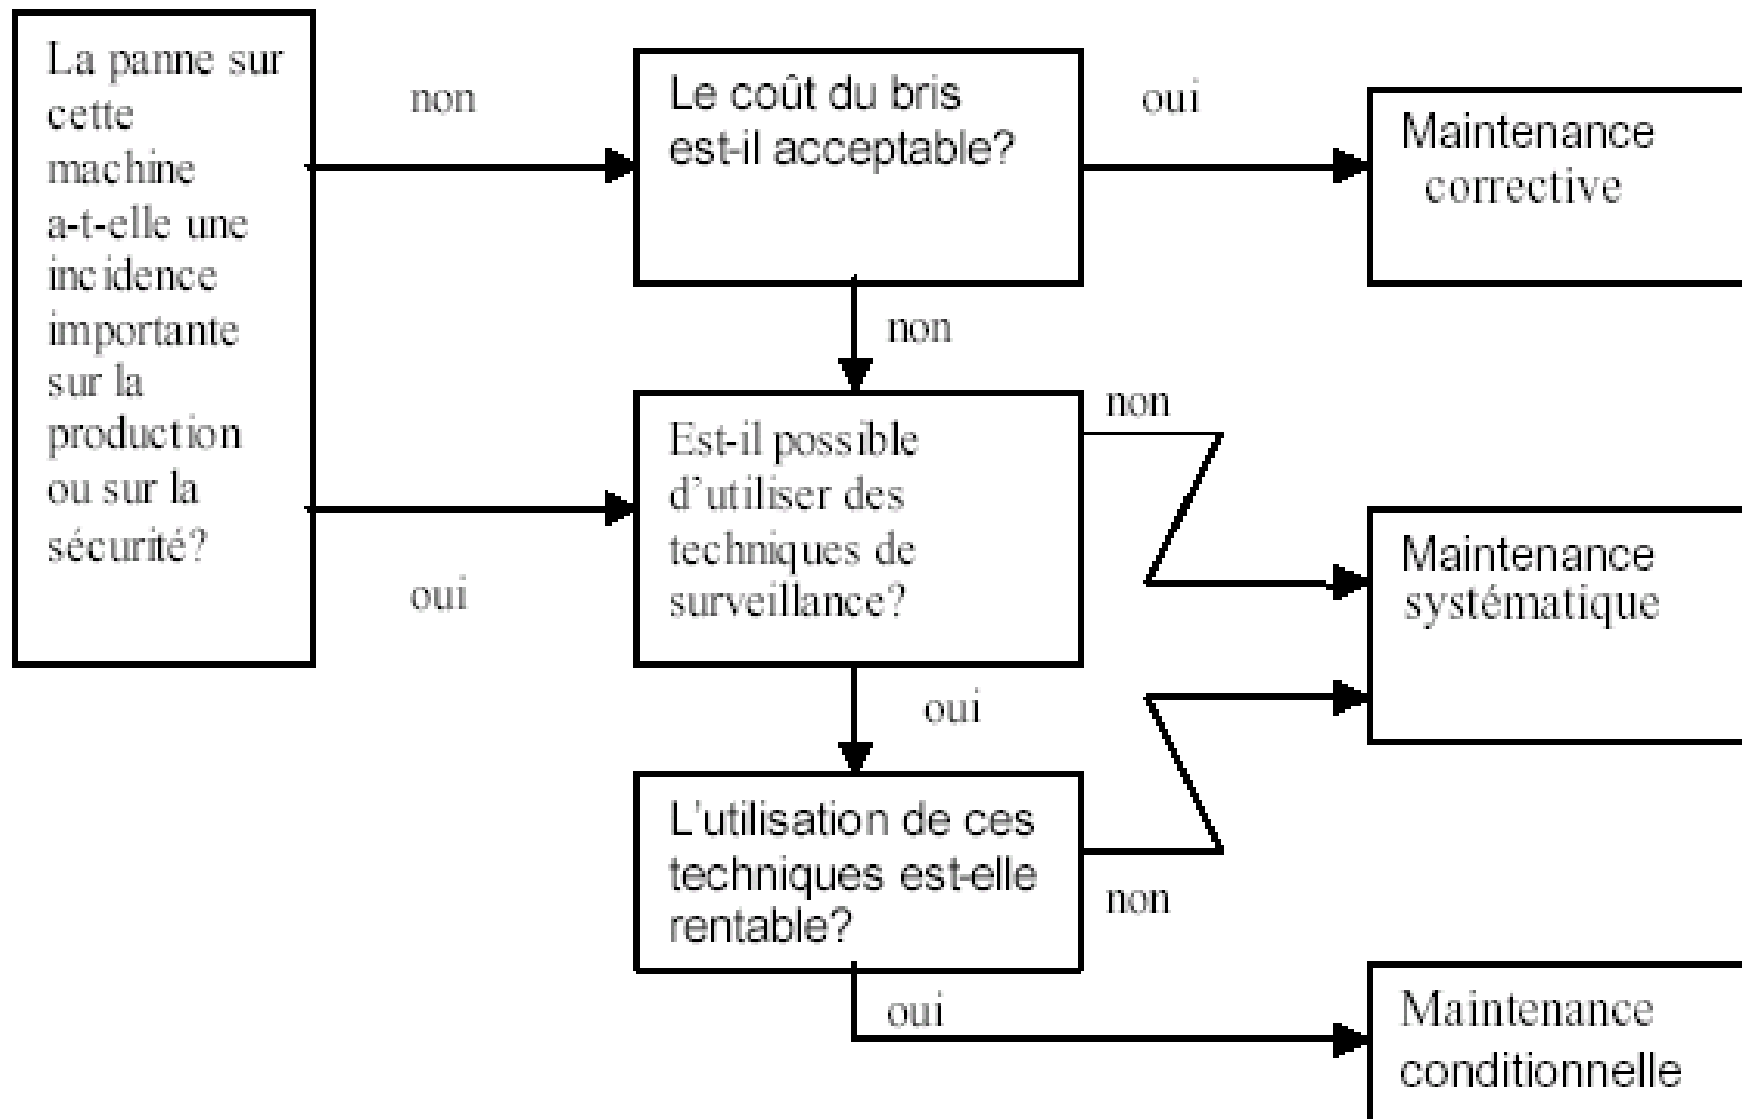 La panne sur
cette
machine
a-t-elle une
incidence
importante
sur la
production
ou sur la
sécurité?
non
oui
Le coût du bris
est-il acceptable?
oui
non
Maintenance
corrective
Est-il possible
d'utiliser des
techniques de
surveillance?
non
oui
Maintenance
systématique
L'utilisation de ces
techniques est-elle
rentable?
non
oui
Maintenance
conditionnelle